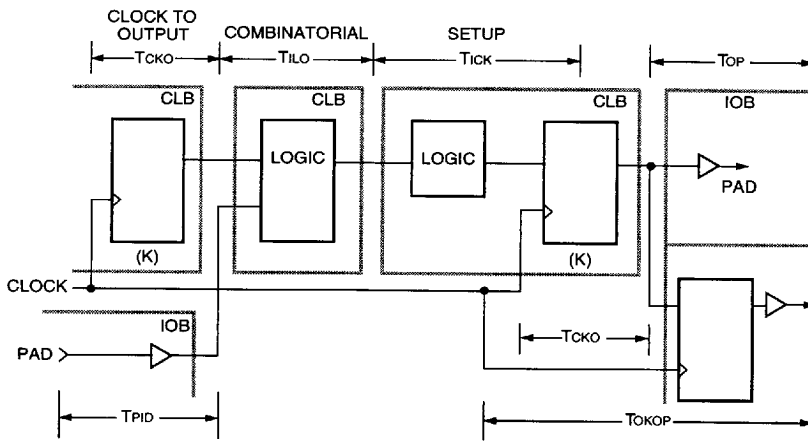 CLOCK TO
OUTPUT
COMBINATORIAL
SETUP
TCKO
TILO
TICK
TOP
CLB
CLB
CLB
IOB
LOGIC
LOGIC
PAD
(K)
(K)
CLOCK
IOB
PAD
TCKO
TPID
TOKOP